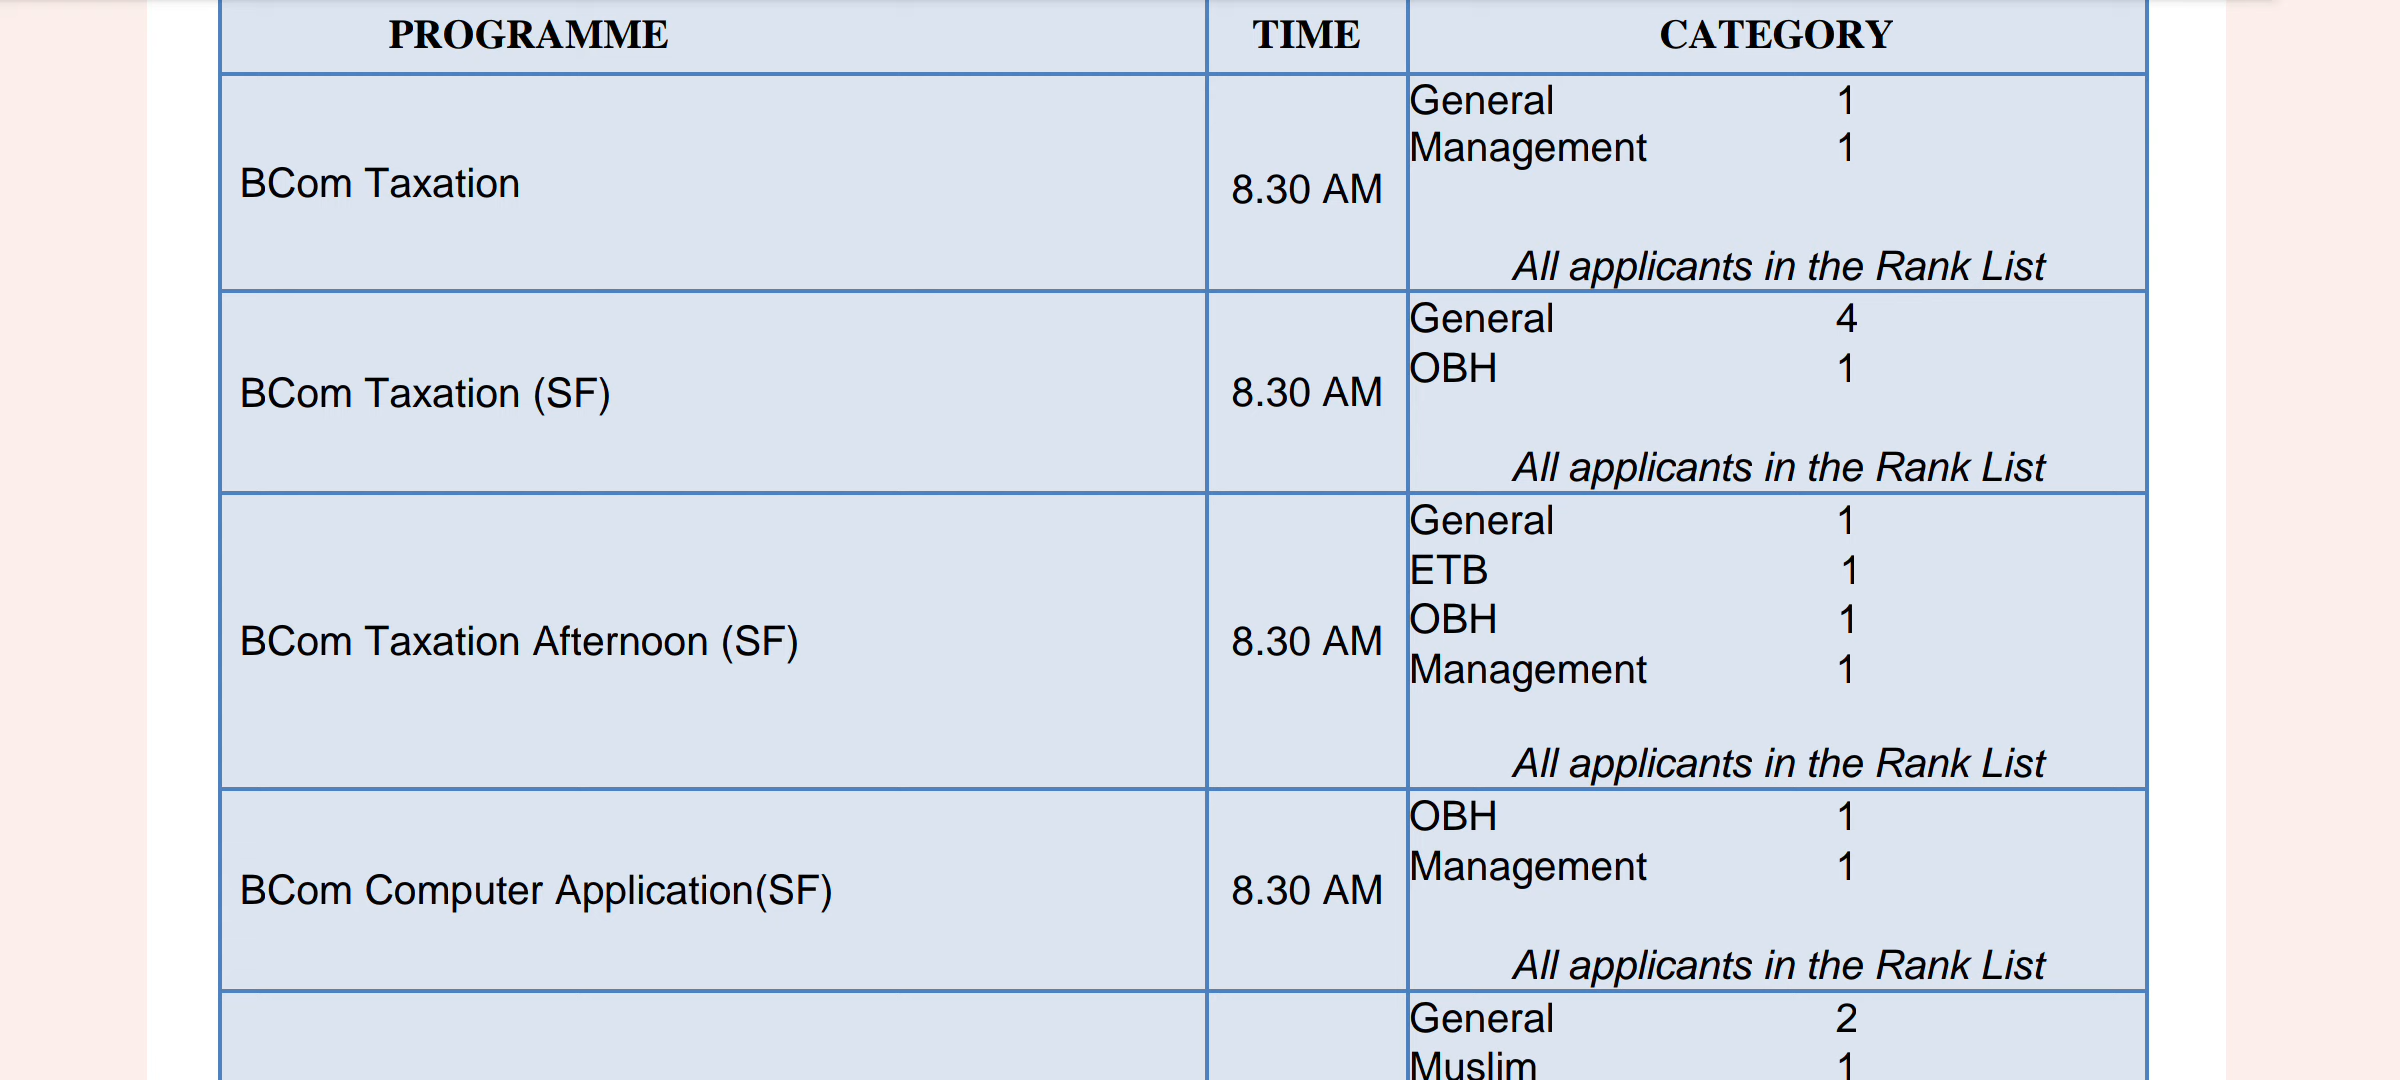 PROGRAMME TIME CATEGORY
BCom Taxation
8.30 AM
General 1
Management 1
All applicants in the Rank List
BCom Taxation (SF)
8.30 AM
General 4
OBH 1
All applicants in the Rank List
BCom Taxation Afternoon (SF)
8.30 AM
General 1
ETB 1
OBH 1
Management 1
All applicants in the Rank List
BCom Computer Application(SF)
8.30 AM
OBH 1
Management 1
All applicants in the Rank List
General 2
Muslim 1